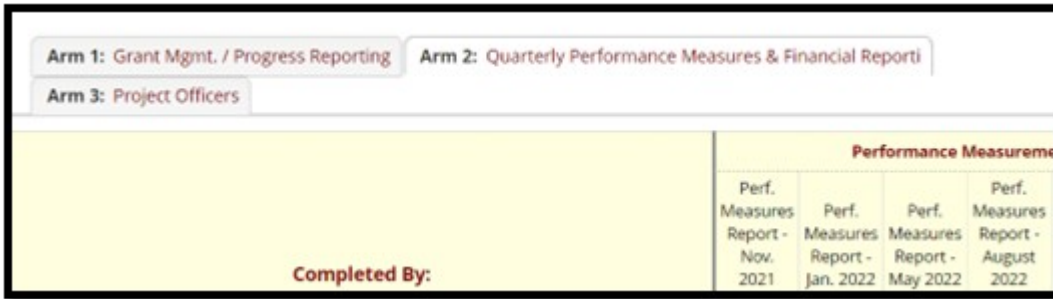 Arm 1: Grant Mgmt. / Progress Reporting
Arm 2: Quarterly Performance Measures & Financial Reporti
Arm 3: Project Officers
Performance Measureme
Completed By:
Perf.
Measures
Report -
Nov.
2021
Perf.
Measures
Report -
Jan. 2022
Perf.
Measures
Report -
May 2022
Perf.
Measures
Report -
August
2022